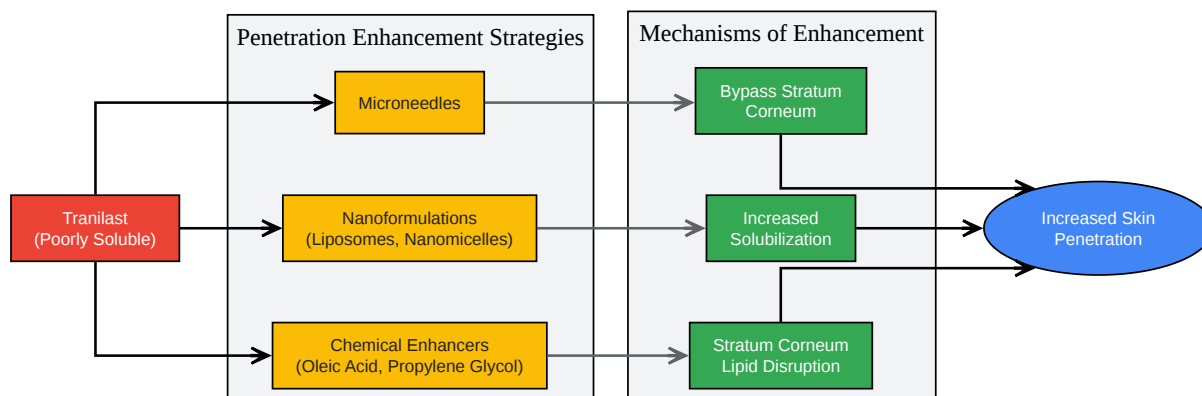 Penetration Enhancement Strategies
Mechanisms of Enhancement
Microneedles
Bypass Stratum
Corneum
Tranilast
(Poorly Soluble)
Nanoformulations
(Liposomes, Nanomicelles)
Increased
Solubilization
Increased Skin
Penetration
Chemical Enhancers
(Oleic Acid, Propylene Glycol)
Stratum Corneum
Lipid Disruption